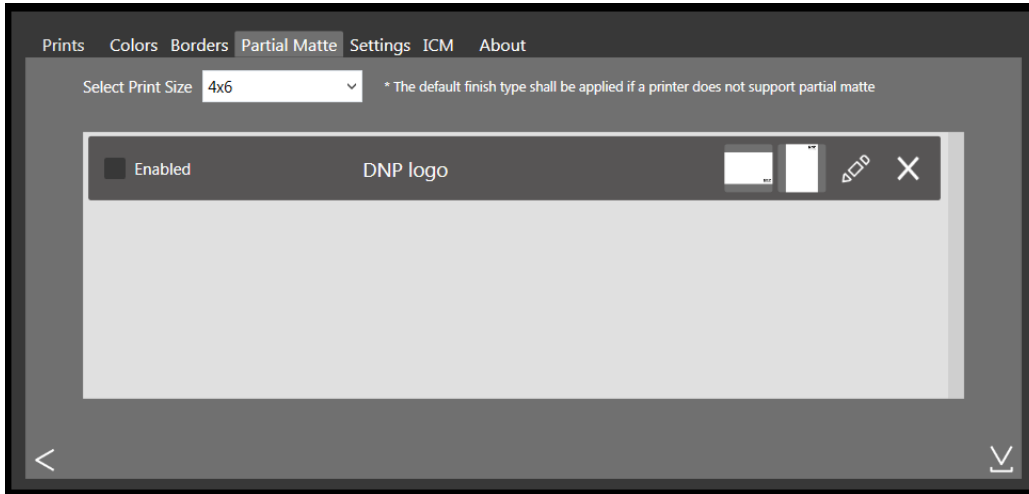 Prints Colors Borders Partial Matte Settings ICM About
Select Print Size 4x6 * The default finish type shall be applied if a printer does not support partial matte
Enabled DNP logo